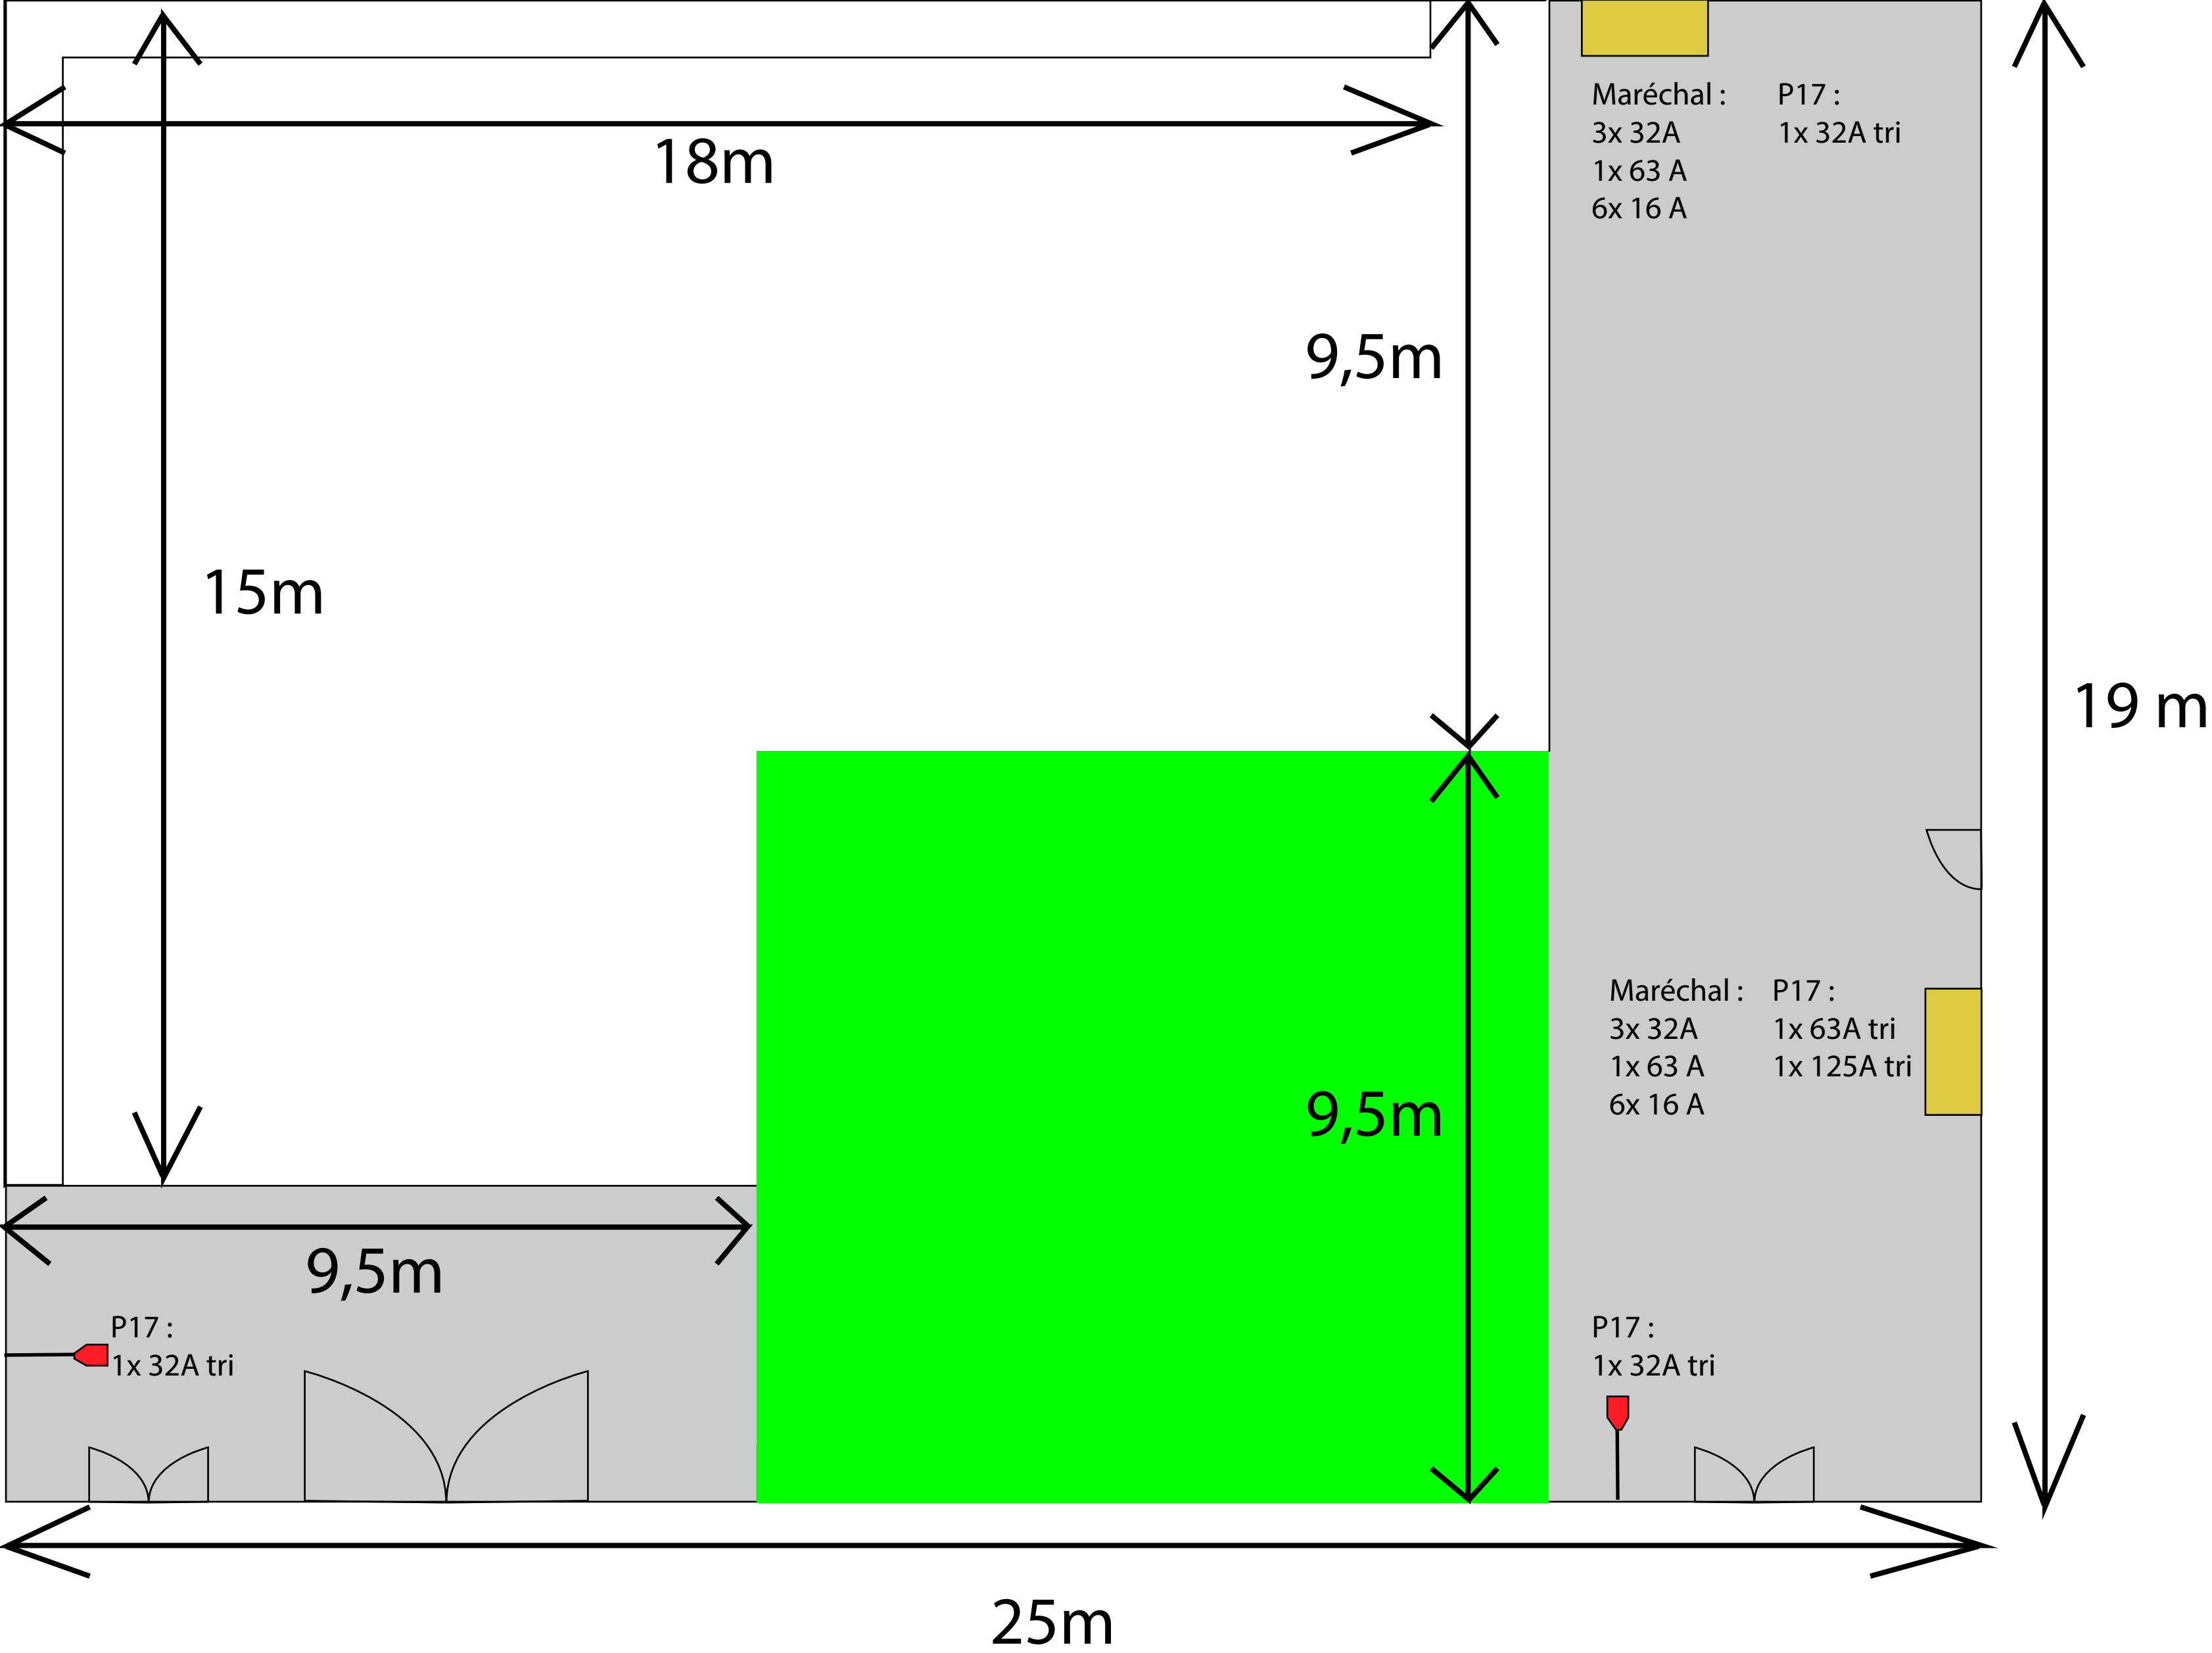 Maréchal :
3x 32A
1x 63 A
6x 16 A
P17 :
1x 32A tri
18m
9,5m
15m
19 m
Maréchal :
3x 32A
1x 63 A
6x 16 A
P17 :
1x 63A tri
1x 125A tri
9,5m
9,5m
P17 :
1x 32A tri
P17 :
1x 32A tri
25m